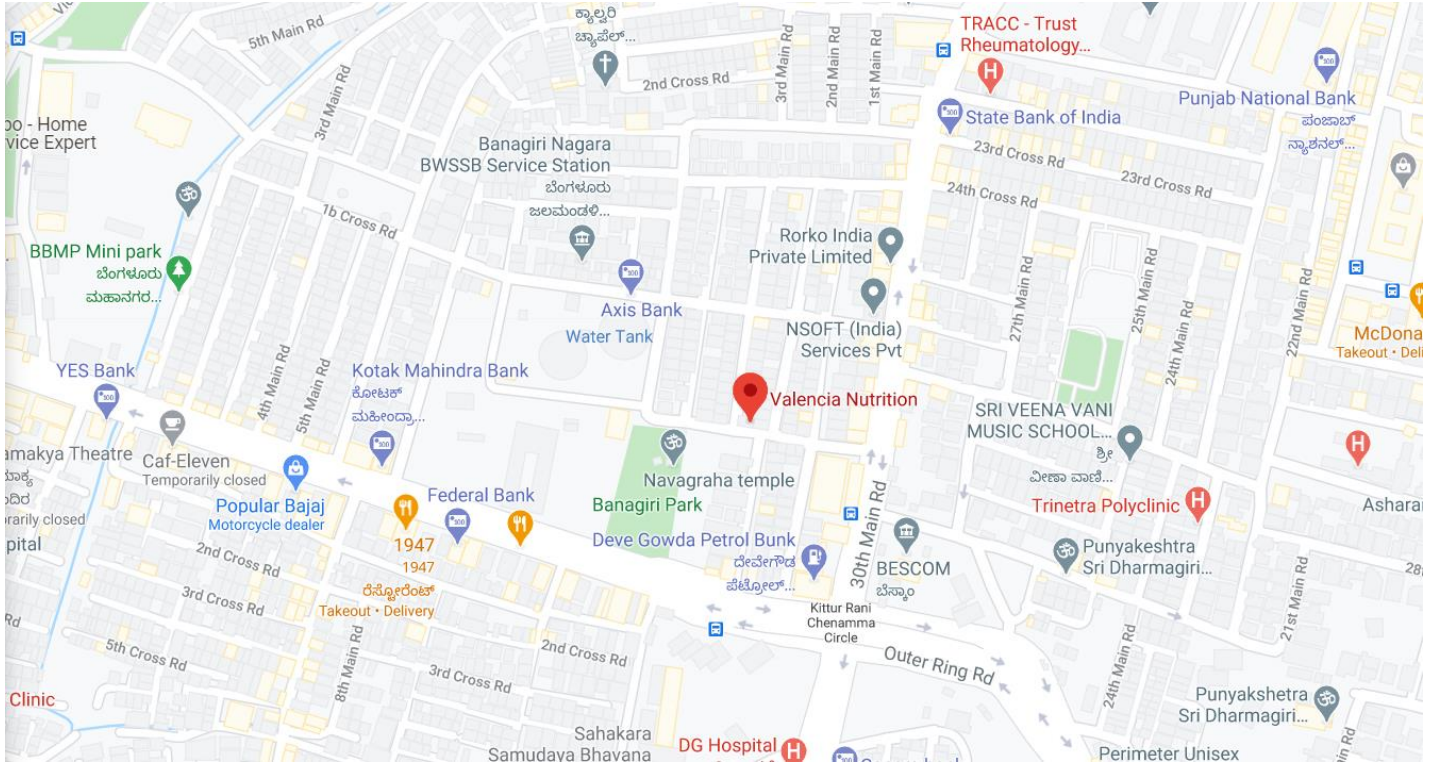 5th Main Rd
3rd Main Rd
ಕ್ಯಾಲ್ವರಿ
ಚ್ಯಾಪೆಲ್...
2nd Cross Rd
3rd Main Rd
2nd Main Rd
1st Main Rd
TRACC - Trust
Rheumatology...
State Bank of India
Punjab National Bank
ಪಂಜಾಬ್
ನ್ಯಾಶನಲ್...
23rd Cross Rd
23rd Cross Rd
24th Cross Rd
- Home
vice Expert
Banagiri Nagara
BWSSB Service Station
ಬೆಂಗಳೂರು
ಜಲಮಂಡಳಿ...
1b Cross Rd
BBMP Mini park
ಬೆಂಗಳೂರು
ಮಹಾನಗರ...
Rorko India
Private Limited
Axis Bank
Water Tank
NSOFT (India)
Services Pvt
27th Main Rd
25th Main Rd
24th Main Rd
22nd Main Rd
McDona
Takeout • Deli
YES Bank
4th Main Rd
5th Main Rd
Kotak Mahindra Bank
ಕೋಟಕ್
ಮಹೀಂದ್ರಾ...
Valencia Nutrition
SRI VEENA VANI
MUSIC SCHOOL...
ಶ್ರೀ
ವೀಣಾ ವಾಣಿ...
amakya Theatre
rarily closed
pital
Caf-Eleven
Temporarily closed
Popular Bajaj
Motorcycle dealer
Federal Bank
Navagraha temple
Banagiri Park
Trinetra Polyclinic
Ashara
1947
1947
ರೆಸ್ಟೋರೆಂಟ್
Takeout • Delivery
Deve Gowda Petrol Bunk
ದೇವೇಗೌಡ
ಪೆಟ್ರೋಲ್...
30th Main Rd
BESCOM
ಬೆಸ್ಕಾಂ
Punyakeshtra
Sri Dharmagiri...
28
21st Main Rd
2nd Cross Rd
3rd Cross Rd
Rd
5th Cross Rd
8th Main Rd
3rd Cross Rd
2nd Cross Rd
Kittur Rani
Chenamma
Circle
Outer Ring Rd
24th Main Rd
Punyakshetra
Sri Dharmagiri...
Clinic
Sahakara
Samudaya Bhavana
DG Hospital
Perimeter Unisex
in Rd